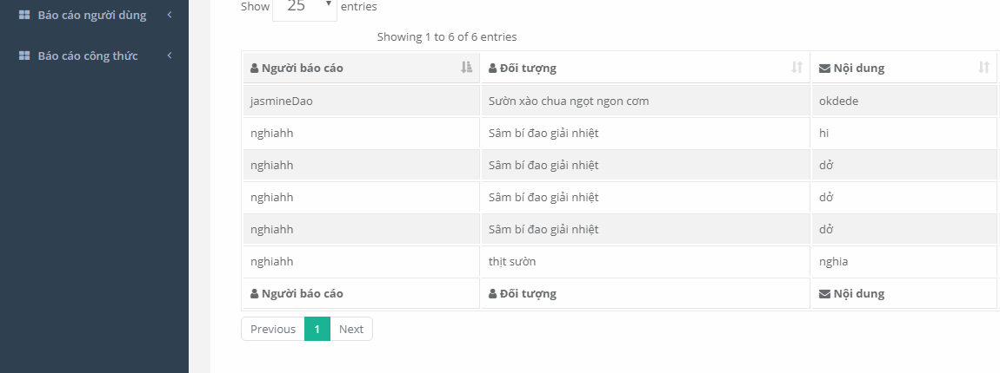 Báo cáo người dùng
Báo cáo công thức
Show 25 entries
Showing 1 to 6 of 6 entries
Người báo cáo Đối tượng Nội dung
jasmineDao Sườn xào chua ngọt ngon cơm okdede
nghiahh Sâm bí đao giải nhiệt hi
nghiahh Sâm bí đao giải nhiệt dở
nghiahh Sâm bí đao giải nhiệt dở
nghiahh Sâm bí đao giải nhiệt dở
nghiahh thịt sườn nghia
Người báo cáo Đối tượng Nội dung
Previous 1 Next